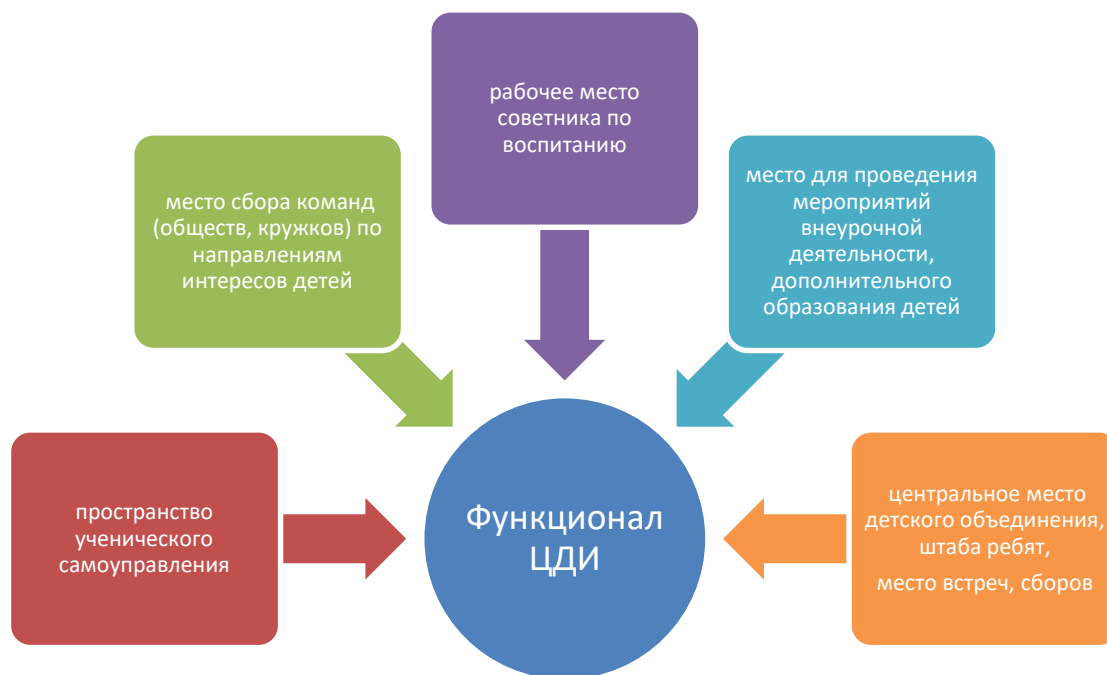 рабочее место
советника по
воспитанию
место сбора команд
(обществ, кружков) по
направлениям
интересов детей
место для проведения
мероприятий
внеурочной
деятельности,
дополнительного
образования детей
пространство
ученического
самоуправления
центральное место
детского объединения,
штаба ребят,
место встреч, сборов
Функционал
ЦДИ